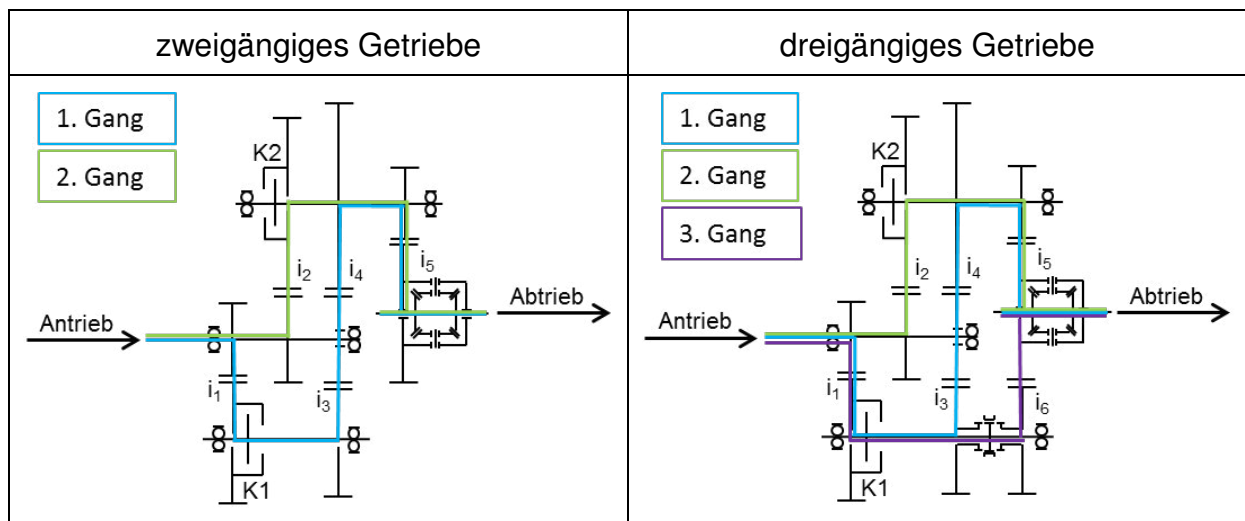 zweigängiges Getriebe
dreigängiges Getriebe
1. Gang
2. Gang
K2
i2
i4
i5
Antrieb
Abtrieb
i1
i3
K1
1. Gang
2. Gang
3. Gang
K2
i2
i4
i5
Antrieb
Abtrieb
i1
i3
i6
K1